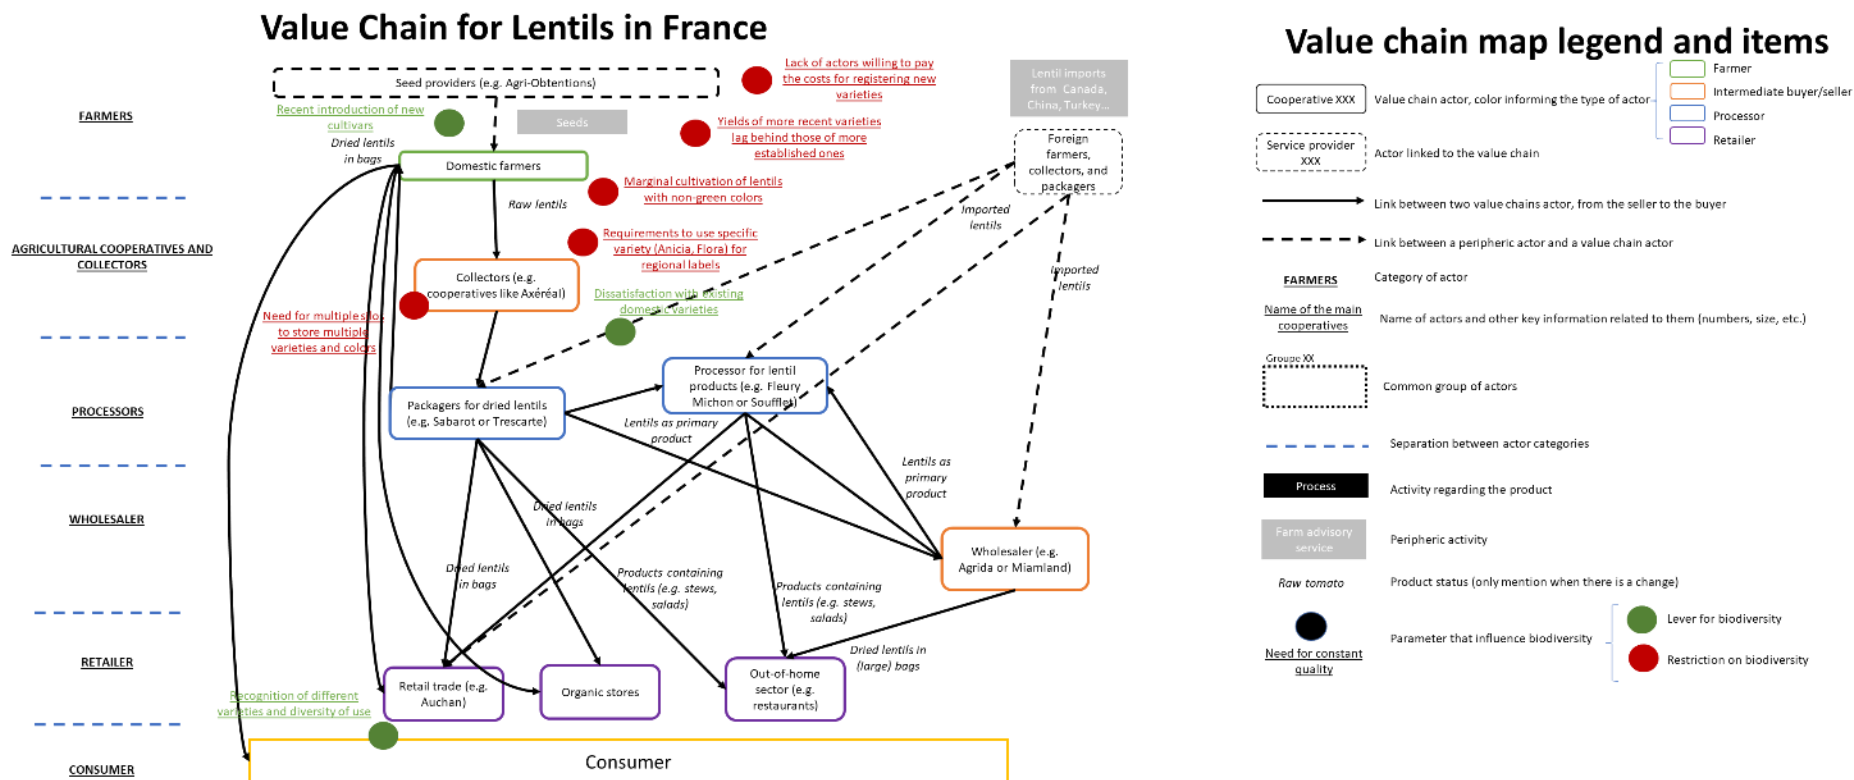 Value Chain for Lentils in France
Seed providers (e.g. Agri-Obtentions)
Lack of actors willing to pay
the costs for registering new
varieties
Lentil imports
from Canada,
China, Turkey...
FARMERS
Recent introduction of new
cultivars
Seeds
Yields of more recent varieties
lag behind those of more
established ones
Dried lentils
in bags
Domestic farmers
Foreign
farmers,
collectors, and
packagers
Marginal cultivation of lentils
with non-green colors
Raw lentils
Imported
lentils
AGRICULTURAL COOPERATIVES AND
COLLECTORS
Requirements to use specific
variety (Anicia, Flora) for
regional labels
Collectors (e.g.
cooperatives like Axéréal)
Imported
lentils
Dissatisfaction with existing
domestic varieties
Need for multiple silos
to store multiple
varieties and colors
PROCESSORS
Packagers for dried lentils
(e.g. Sabarot or Trescarte)
Processor for lentil
products (e.g. Fleury
Michon or Soufflet)
Lentils as primary
product
Lentils as
primary
product
WHOLESALER
Dried lentils
in bags
Wholesaler (e.g.
Agrida or Miamland)
Dried lentils
in bags
Products containing
lentils (e.g. stews,
salads)
Products containing
lentils (e.g. stews,
salads)
Dried lentils in
(large) bags
RETAILER
Retail trade (e.g.
Auchan)
Organic stores
Out-of-home
sector (e.g.
restaurants)
Recognition of different
varieties and diversity of use
CONSUMER
Consumer
Value chain map legend and items
Cooperative XXX
Value chain actor, color informing the type of actor
Farmer
Intermediate buyer/seller
Processor
Retailer
Service provider
XXX
Actor linked to the value chain
Link between two value chains actor, from the seller to the buyer
Link between a peripheric actor and a value chain actor
FARMERS
Category of actor
Name of the main
cooperatives
Name of actors and other key information related to them (numbers, size, etc.)
Groupe XX
Common group of actors
Separation between actor categories
Process
Activity regarding the product
Farm advisory
service
Peripheric activity
Raw tomato
Product status (only mention when there is a change)
Need for constant
quality
Parameter that influence biodiversity
Lever for biodiversity
Restriction on biodiversity